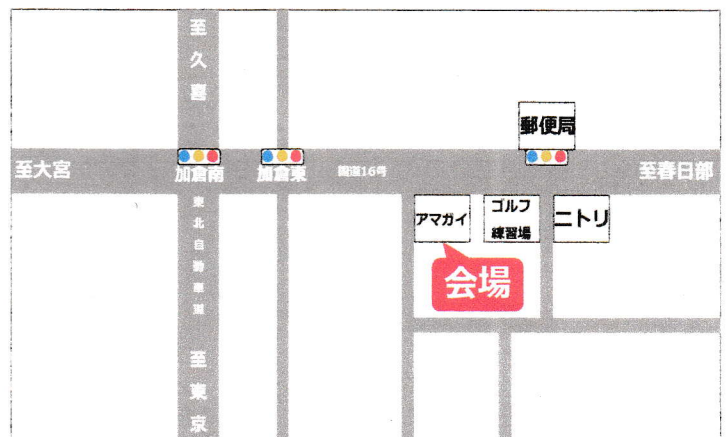 至久喜
郵便局
至大宮
加倉南
加倉東
国道16号
至春日部
東北自動車道
アマガイ
ゴルフ
練習場
ニトリ
会場
至東京